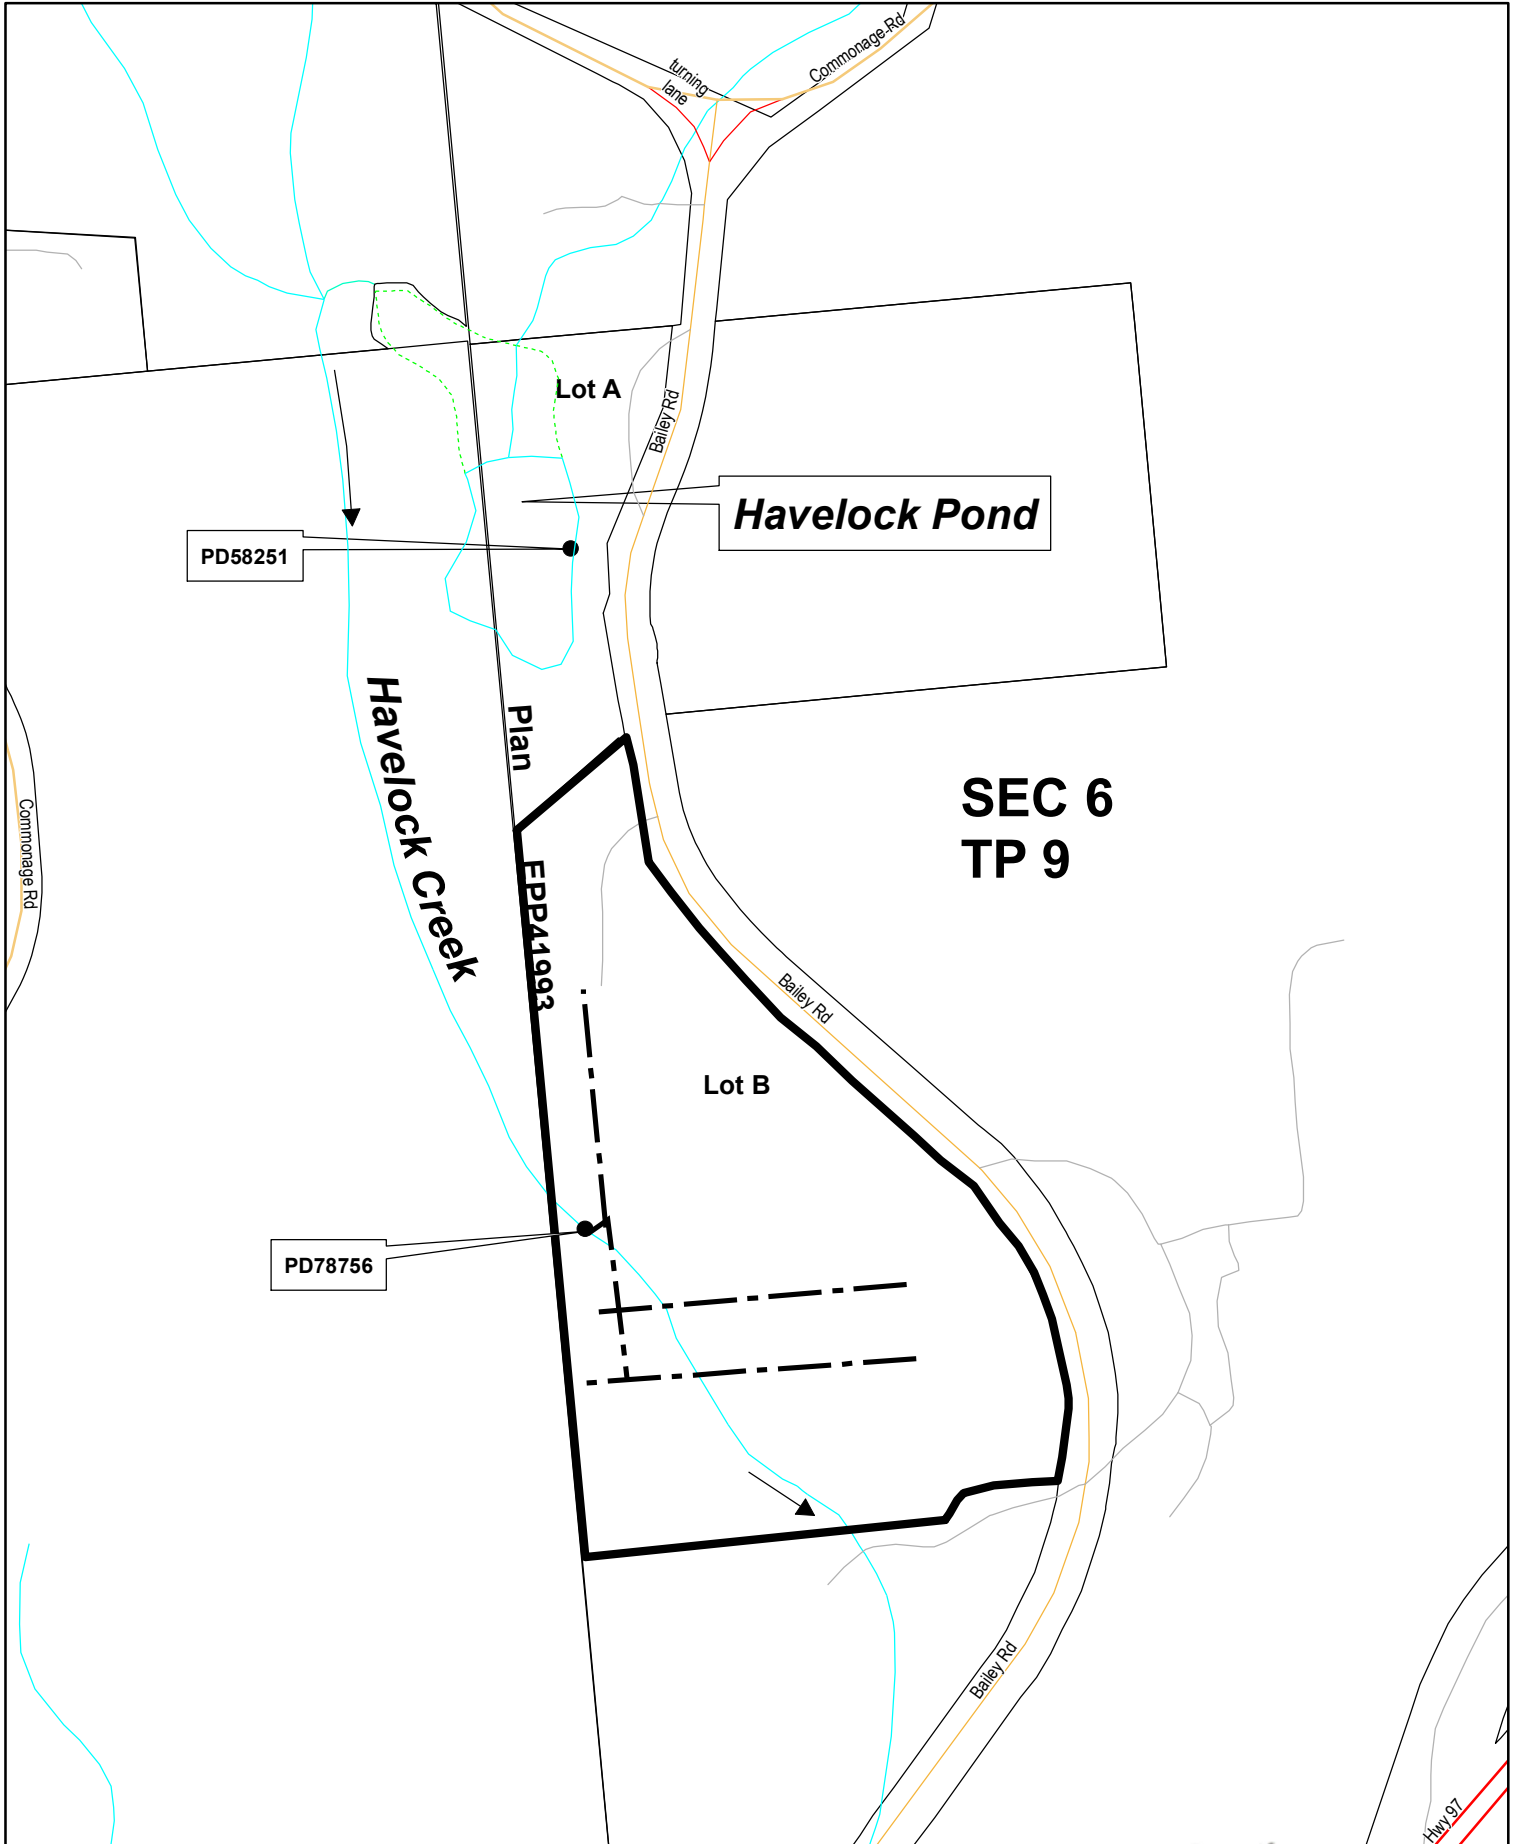 turning
lane
Commonage Rd
Lot A
Bailey Rd
Havelock Pond
PD58251
Havelock Creek
Plan
EPP41993
SEC 6
TP 9
Commonage Rd
Bailey Rd
Lot B
PD78756
Bailey Rd
Hwy 97